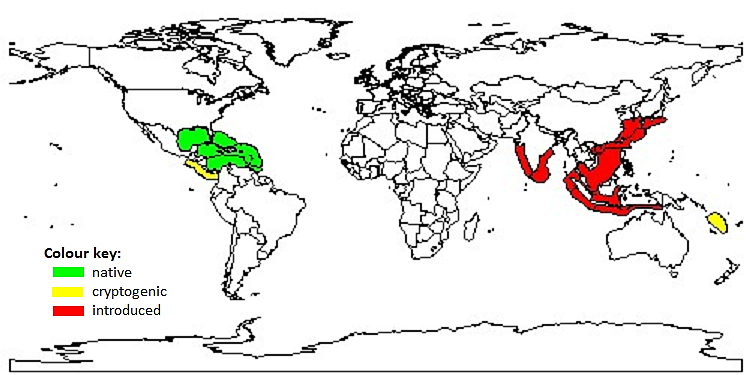 Colour key:
native
cryptogenic
introduced